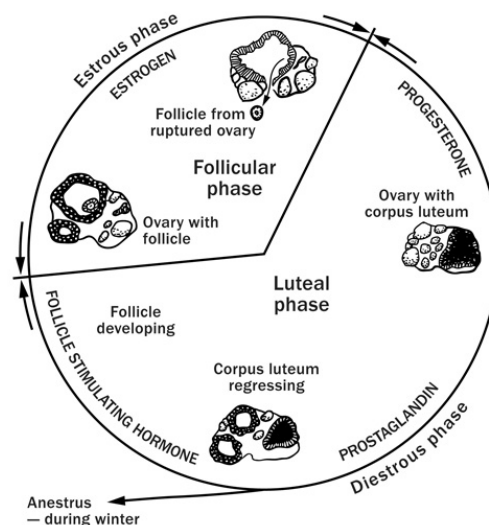 Estrous phase
ESTROGEN
Follicle from
ruptured ovary
Follicular
phase
Ovary with
follicle
PROGESTERONE
Ovary with
corpus luteum
Luteal
phase
Follicle
developing
FOLLICLE STIMULATING HORMONE
Corpus luteum
regressing
PROSTAGLANDIN
Diestrous phase
Anestrus
— during winter